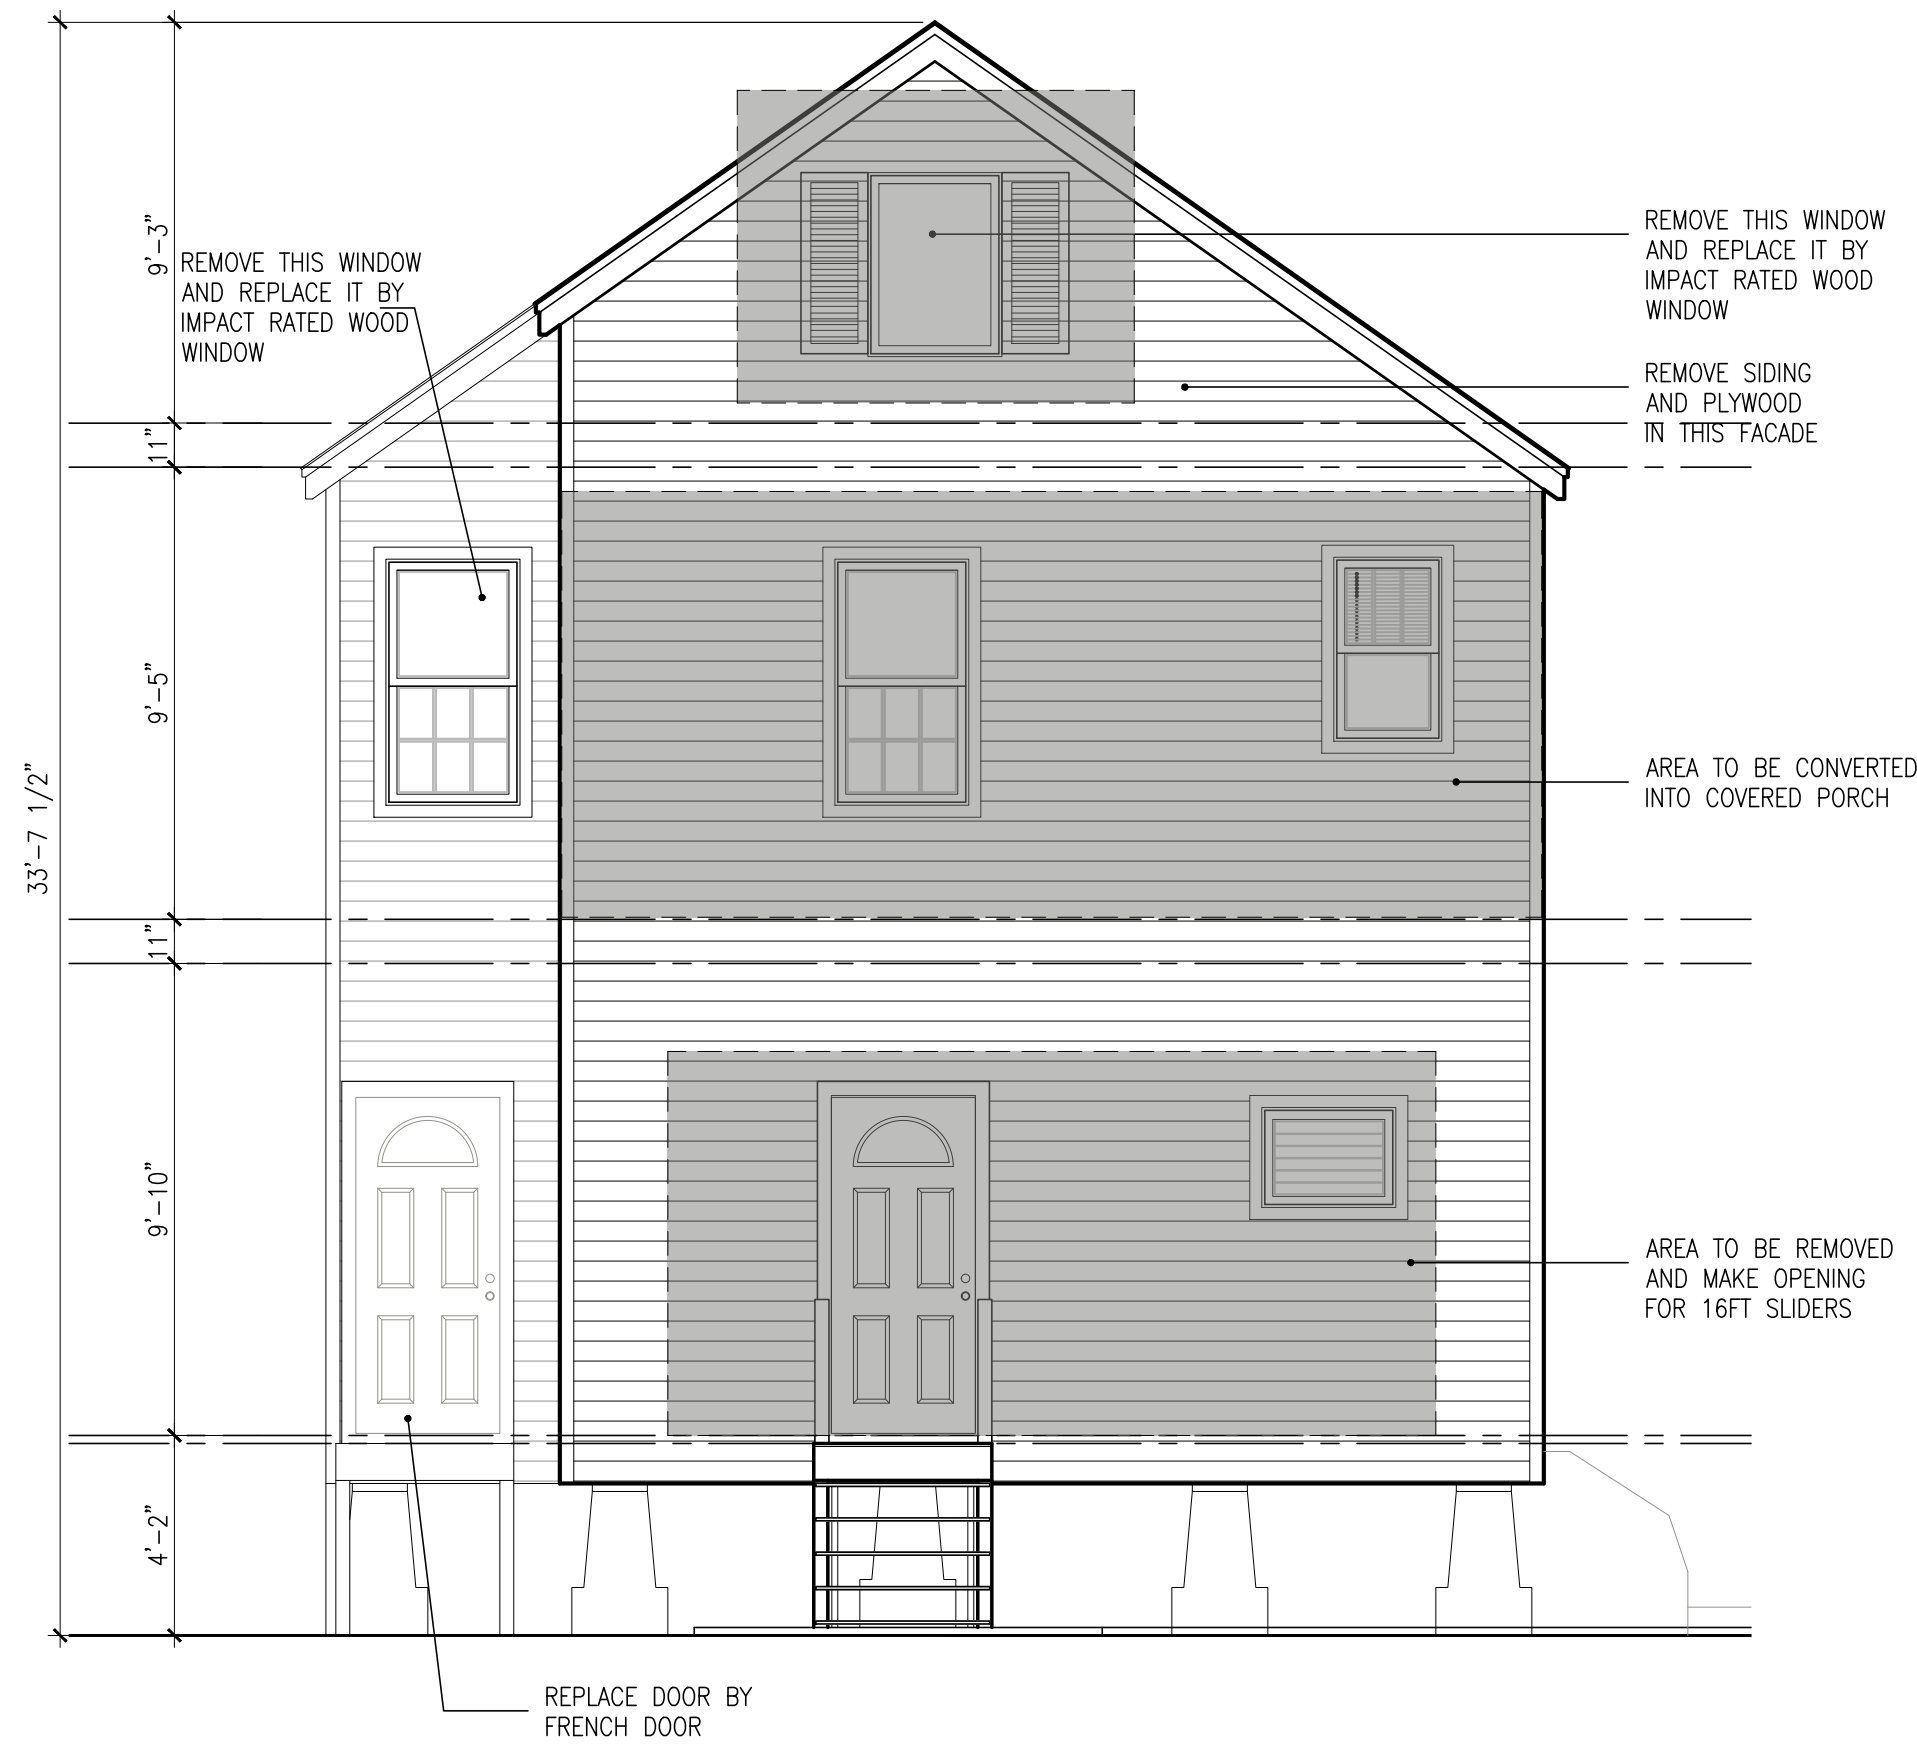 9'-3"
REMOVE THIS WINDOW
AND REPLACE IT BY
IMPACT RATED WOOD
WINDOW
REMOVE THIS WINDOW
AND REPLACE IT BY
IMPACT RATED WOOD
WINDOW
REMOVE SIDING
AND PLYWOOD
IN THIS FACADE
11"
9'-5"
33'-7 1/2"
AREA TO BE CONVERTED
INTO COVERED PORCH
11"
9'-10"
AREA TO BE REMOVED
AND MAKE OPENING
FOR 16FT SLIDERS
4'-2"
REPLACE DOOR BY
FRENCH DOOR